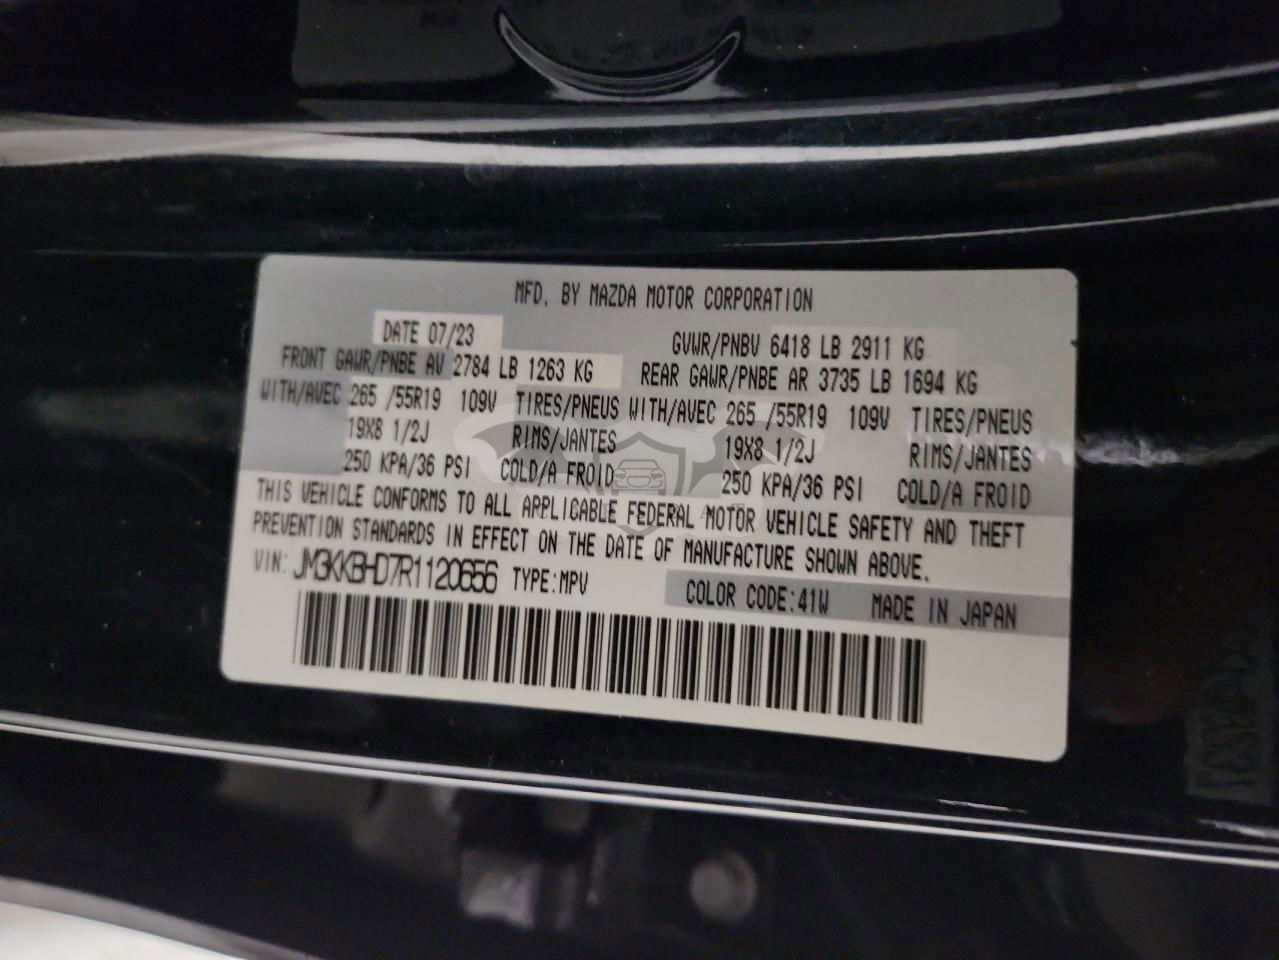 MFD. BY MAZDA MOTOR CORPORATION
DATE 07/23 GVWR/PNBV 6418 LB 2911 KG
FRONT GAWR/PNBE AV 2784 LB 1263 KG REAR GAWR/PNBE AR 3735 LB 1694 KG
WITH/AVEC 265 /55R19 109V TIRES/PNEUS WITH/AVEC 265 /55R19 109V TIRES/PNEUS
19X8 1/2J RIMS/JANTES 19X8 1/2J RIMS/JANTES
250 KPA/36 PSI COLD/A FROID 250 KPA/36 PSI COLD/A FROID
THIS VEHICLE CONFORMS TO ALL APPLICABLE FEDERAL MOTOR VEHICLE SAFETY AND THEFT
PREVENTION STANDARDS IN EFFECT ON THE DATE OF MANUFACTURE SHOWN ABOVE.
VIN: JM3KKBHD7R1120656 TYPE:MPV COLOR CODE:41W MADE IN JAPAN